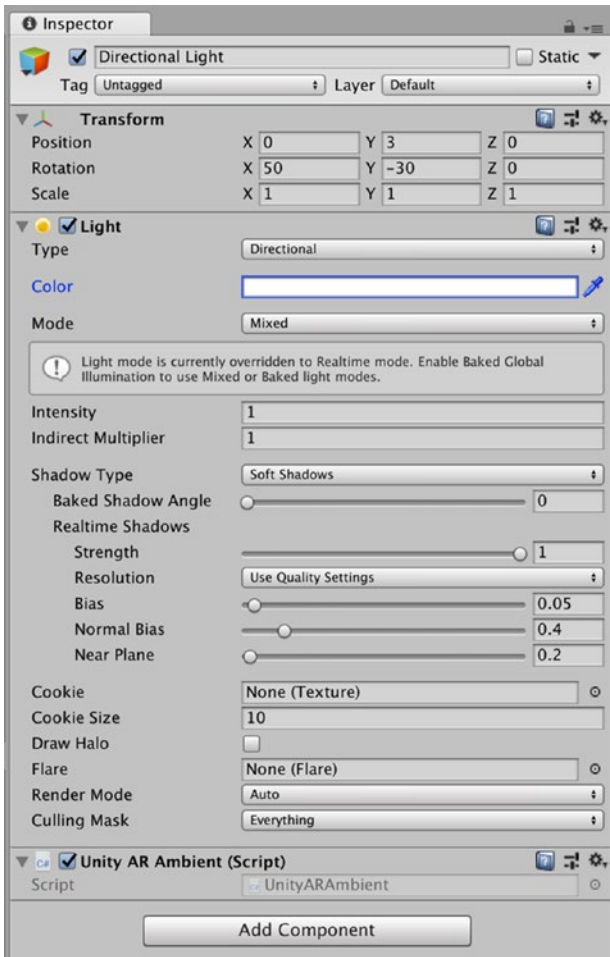 Inspector
Directional Light Static
Tag Untagged Layer Default
Transform
Position X 0 Y 3 Z 0
Rotation X 50 Y -30 Z 0
Scale X 1 Y 1 Z 1
Light
Type Directional
Color
Mode Mixed
Light mode is currently overridden to Realtime mode. Enable Baked Global
Illumination to use Mixed or Baked light modes.
Intensity 1
Indirect Multiplier 1
Shadow Type Soft Shadows
Baked Shadow Angle 0
Realtime Shadows
Strength 1
Resolution Use Quality Settings
Bias 0.05
Normal Bias 0.4
Near Plane 0.2
Cookie None (Texture)
Cookie Size 10
Draw Halo
Flare None (Flare)
Render Mode Auto
Culling Mask Everything
C# Unity AR Ambient (Script)
Script UnityARAmbient
Add Component